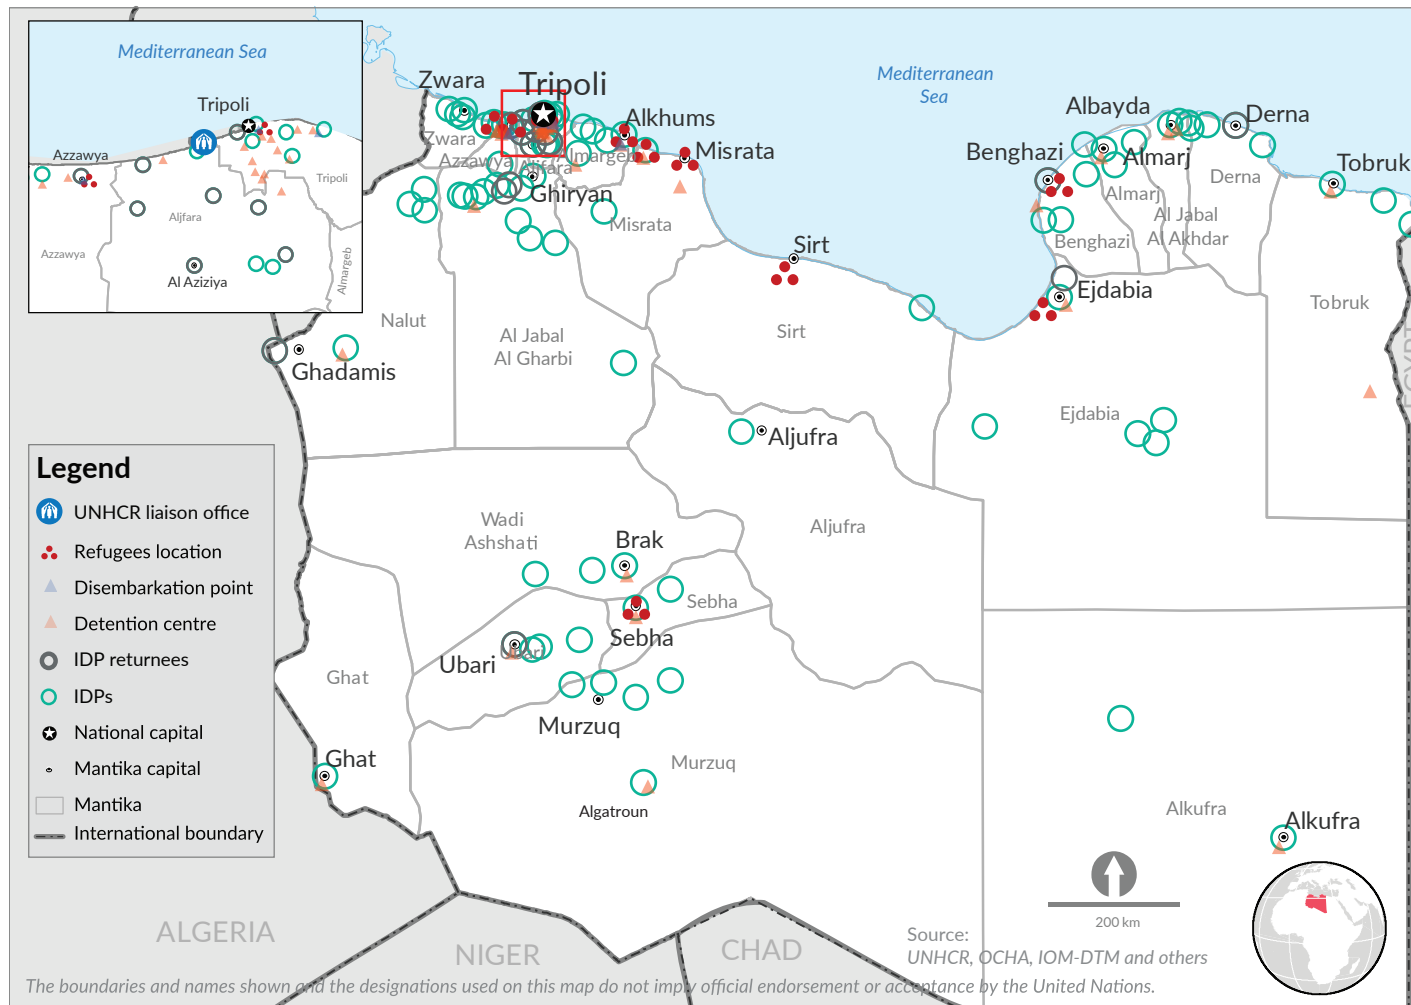 Mediterranean Sea
Tripoli
Azzawya
Tripoli
Aljfara
Azzawya
Al Aziziya
Almargeb
Mediterranean
Sea
Zwara
Tripoli
Alkhums
Misrata
Zwara
Azzawya
Aljfara
lmargeb
Ghiryan
Misrata
Albayda
Derna
Benghazi
Almarj
Tobruk
Almarj
Derna
Al Jabal
Al Akhdar
Benghazi
Sirt
Ejdabia
Tobruk
EGYPT
Nalut
Al Jabal
Al Gharbi
Sirt
Ghadamis
Ejdabia
Aljufra
Legend
UNHCR liaison office
Refugees location
Disembarkation point
Detention centre
IDP returnees
IDPs
National capital
Mantika capital
Mantika
International boundary
Wadi
Ashshati
Brak
Aljufra
Sebha
Sebha
Ubari
Ubari
Ghat
Murzuq
Ghat
Murzuq
Algatroun
Alkufra
Alkufra
200 km
ALGERIA
NIGER
CHAD
Source:
UNHCR, OCHA, IOM-DTM and others
The boundaries and names shown and the designations used on this map do not imply official endorsement or acceptance by the United Nations.